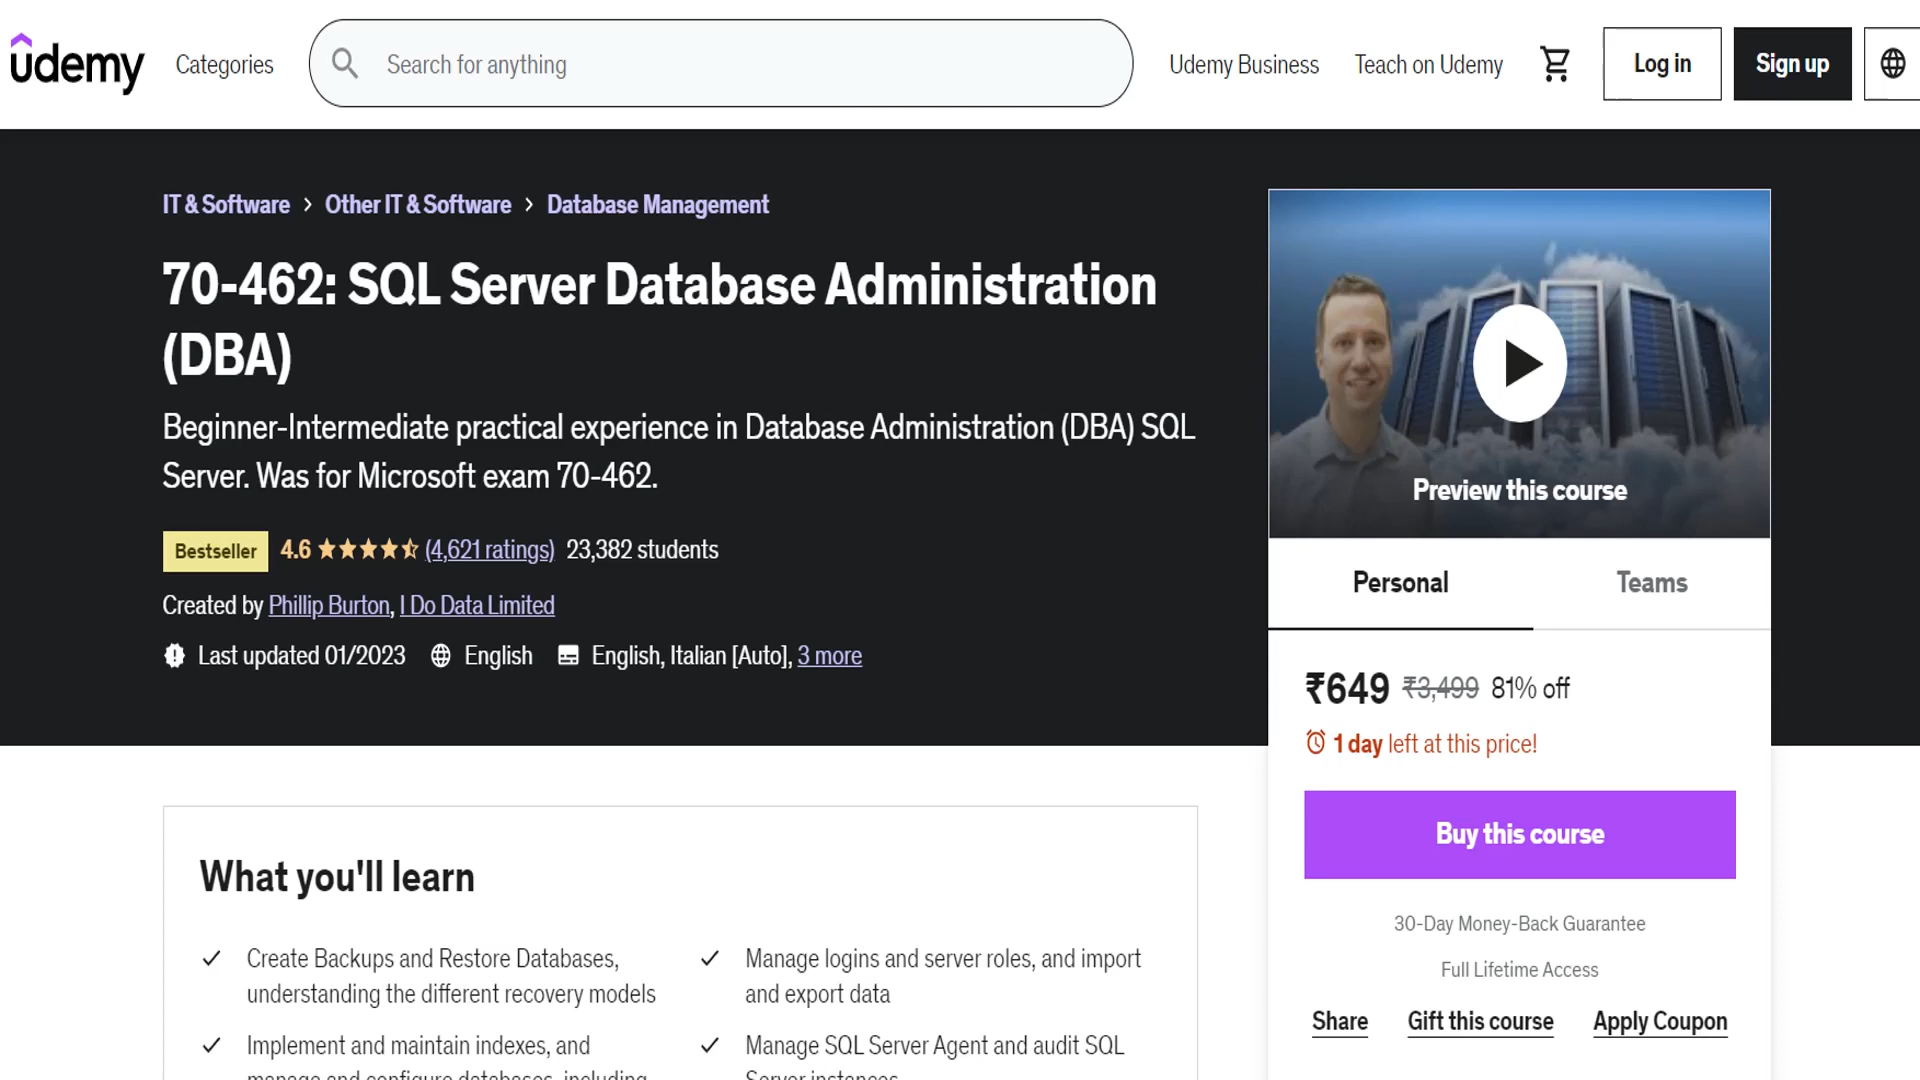 udemy
Categories
Search for anything
Udemy Business
Teach on Udemy
Log in
Sign up
IT & Software > Other IT & Software > Database Management
70-462: SQL Server Database Administration
(DBA)
Beginner-Intermediate practical experience in Database Administration (DBA) SQL
Server. Was for Microsoft exam 70-462.
Bestseller 4.6 (4,621 ratings) 23,382 students
Created by Phillip Burton, I Do Data Limited
Last updated 01/2023 English English, Italian [Auto], 3 more
Preview this course
Personal
Teams
₹649 ₹3,499 81% off
1 day left at this price!
Buy this course
30-Day Money-Back Guarantee
Full Lifetime Access
Share
Gift this course
Apply Coupon
What you'll learn
Create Backups and Restore Databases,
understanding the different recovery models
Manage logins and server roles, and import
and export data
Implement and maintain indexes, and
manage and configure databases, including
Manage SQL Server Agent and audit SQL
Server instances